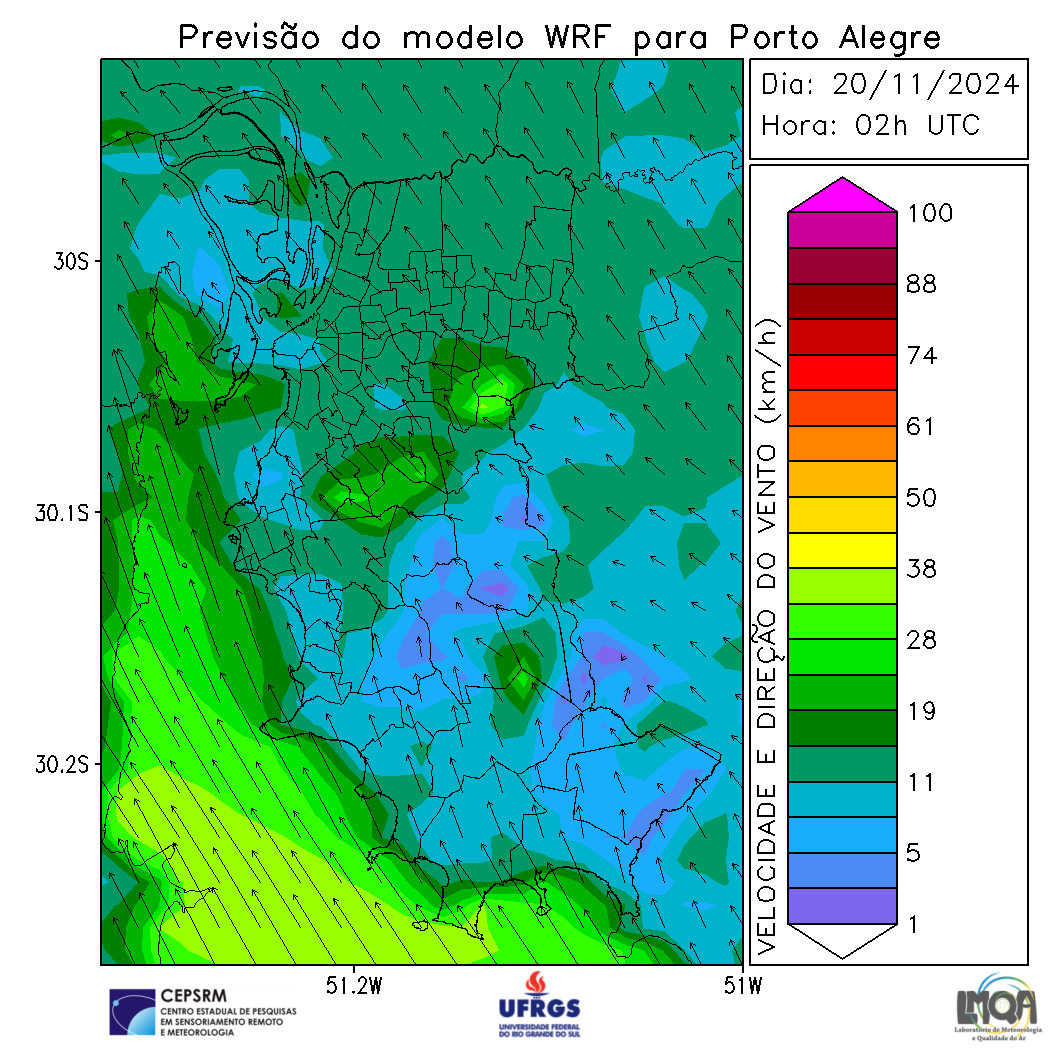 Previsão do modelo WRF para Porto Alegre
Dia: 20/11/2024
Hora: 02h UTC
30S
30.1S
30.2S
51.2W
51W
VELOCIDADE E DIREÇÃO DO VENTO (km/h)
100
88
74
61
50
38
28
19
11
5
1
CEPSRM
CENTRO ESTADUAL DE PESQUISAS
EM SENSORIAMENTO REMOTO
E METEOROLOGIA
UFRGS
UNIVERSIDADE FEDERAL
DO RIO GRANDE DO SUL
LMQA
Laboratório de Meteorologia
e Qualidade do Ar